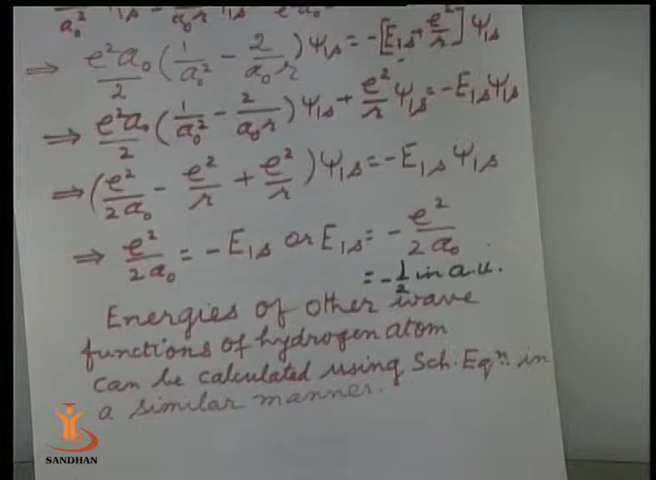 ⇒ e²a₀/2 (1/a₀² - 2/a₀r) Ψ₁ₛ = -[E₁ₛ + e²/r] Ψ₁ₛ
⇒ e²a₀/2 (1/a₀² - 2/a₀r) Ψ₁ₛ + e²/r Ψ₁ₛ = -E₁ₛΨ₁ₛ
⇒ (e²/2a₀ - e²/r + e²/r) Ψ₁ₛ = -E₁ₛ Ψ₁ₛ
⇒ e²/2a₀ = -E₁ₛ or E₁ₛ = - e²/2a₀
= -1/2 in a.u.
Energies of other wave
functions of hydrogen atom
can be calculated using Sch. Eqⁿ. in
a similar manner.
SANDHAN